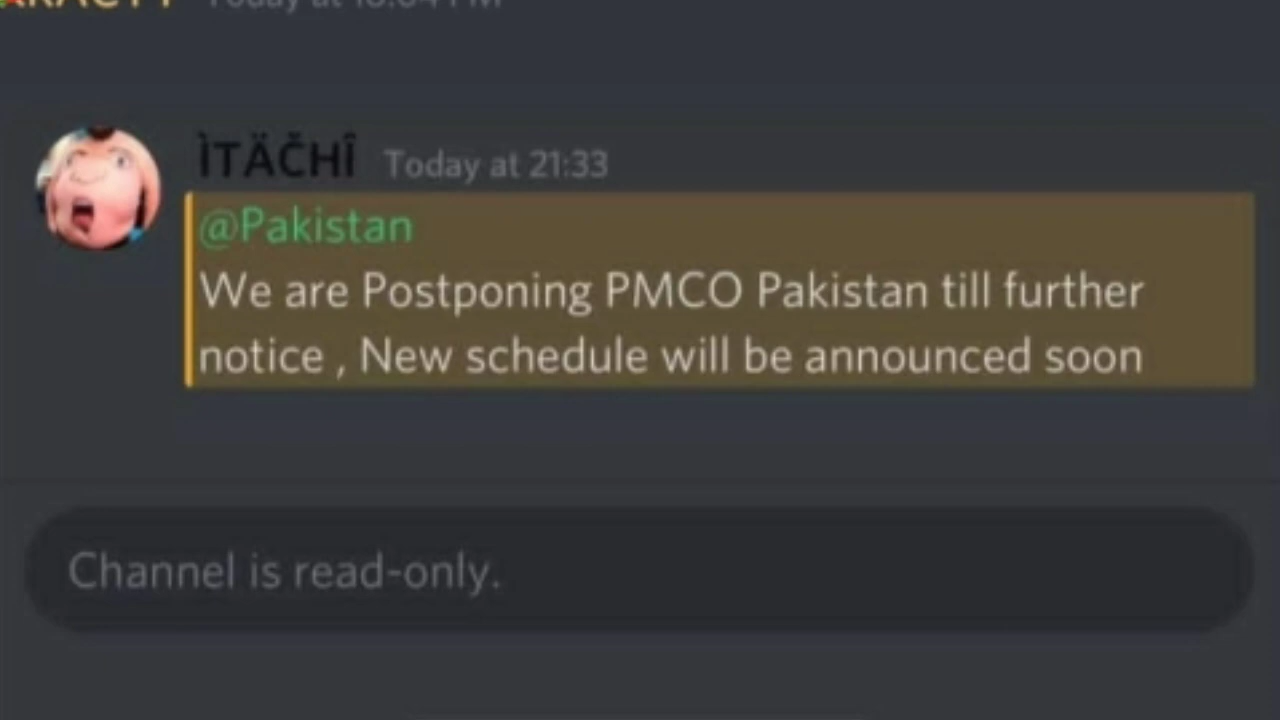 ÌTÄČHÎ Today at 21:33
@Pakistan
We are Postponing PMCO Pakistan till further
notice , New schedule will be announced soon
Channel is read-only.